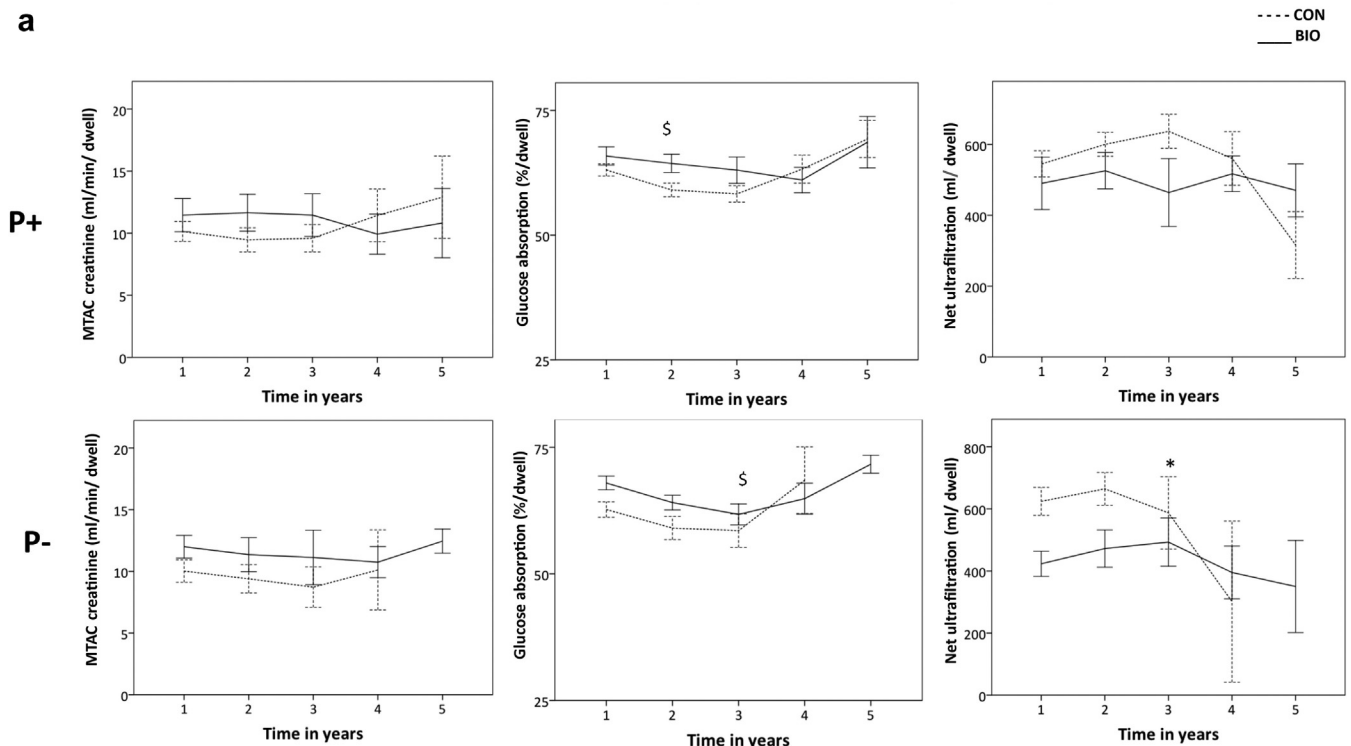 a
CON
BIO
P+
MTAC creatinine (ml/min/ dwell)
20
15
10
5
0
1 2 3 4 5
Time in years
Glucose absorption (%/dwell)
75
50
25
$
1 2 3 4 5
Time in years
Net ultrafiltration (ml/ dwell)
600
400
200
0
1 2 3 4 5
Time in years
P-
MTAC creatinine (ml/min/ dwell)
20
15
10
5
0
1 2 3 4 5
Time in years
Glucose absorption (%/dwell)
75
50
25
$
1 2 3 4 5
Time in years
Net ultrafiltration (ml/ dwell)
800
600
400
200
0
*
1 2 3 4 5
Time in years